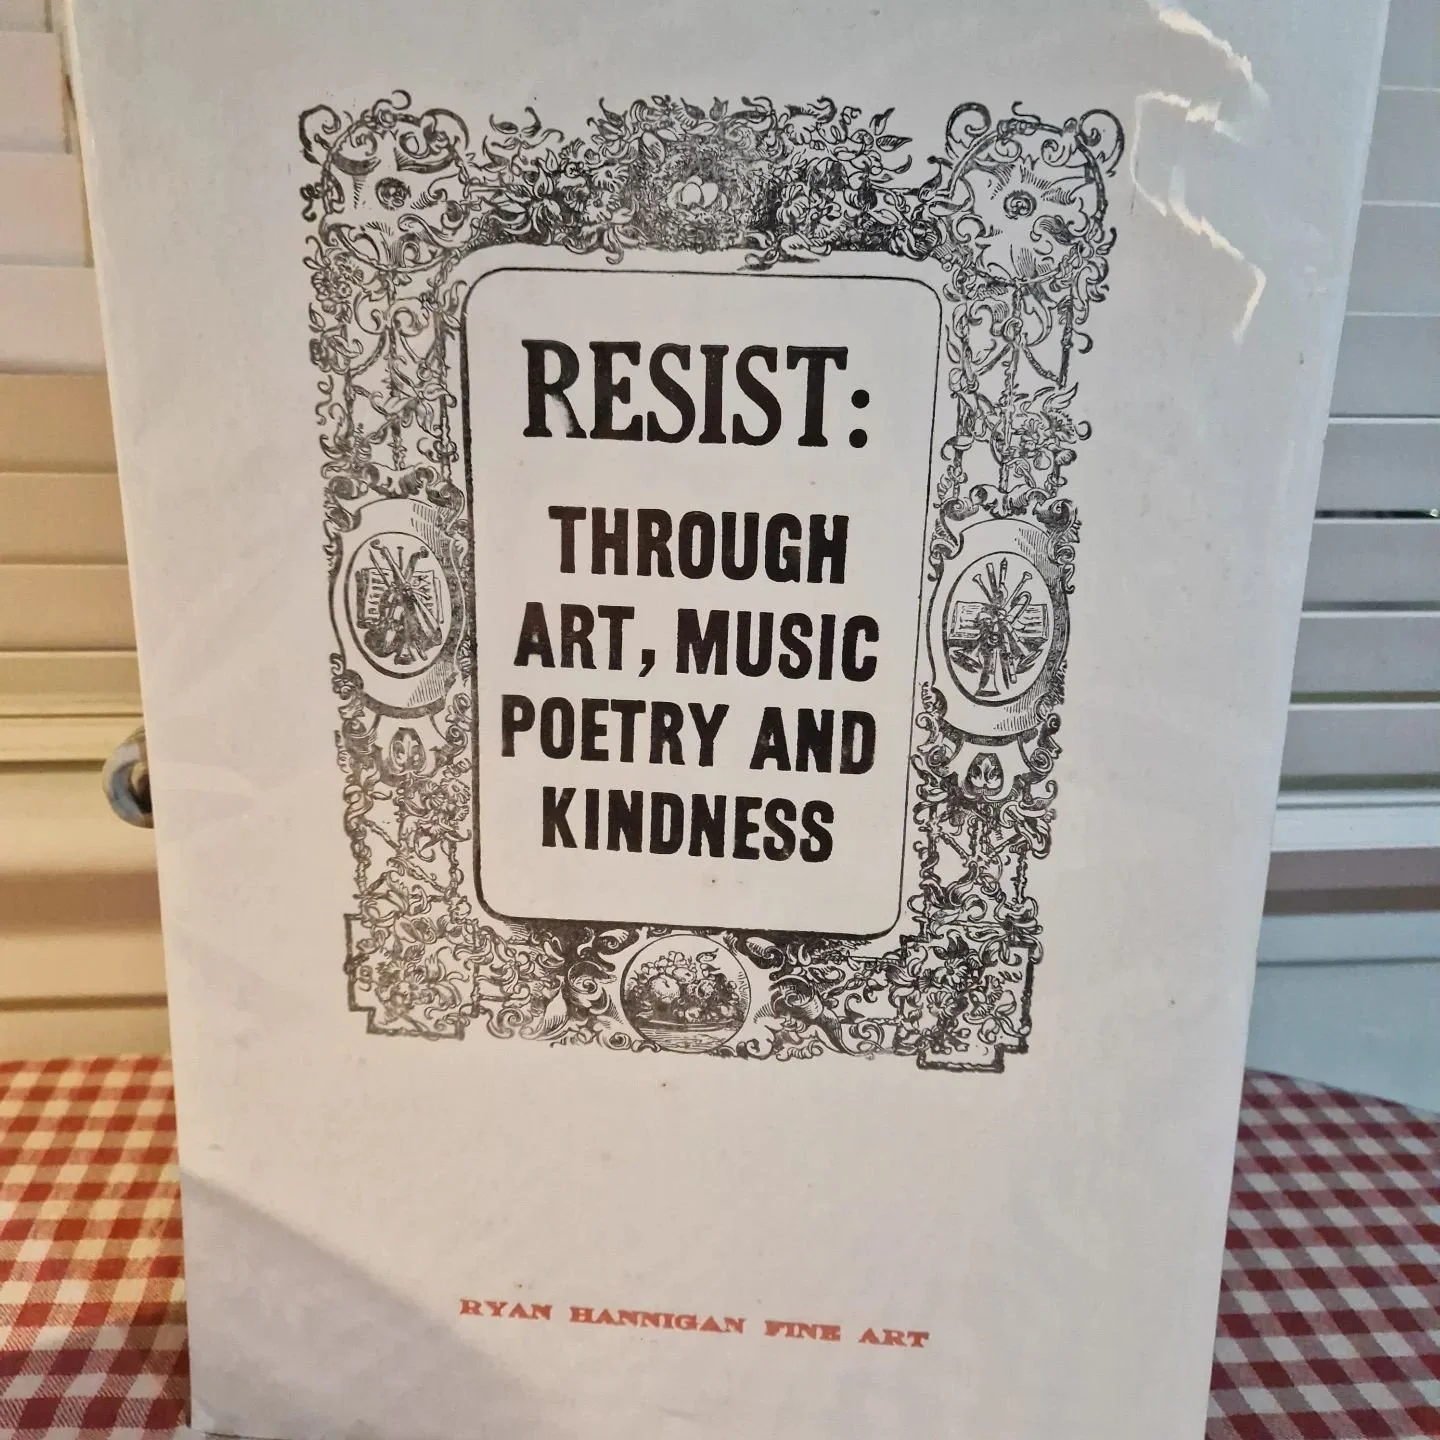 RESIST:
THROUGH
ART, MUSIC
POETRY AND
KINDNESS
RYAN HANNIGAN FINE ART